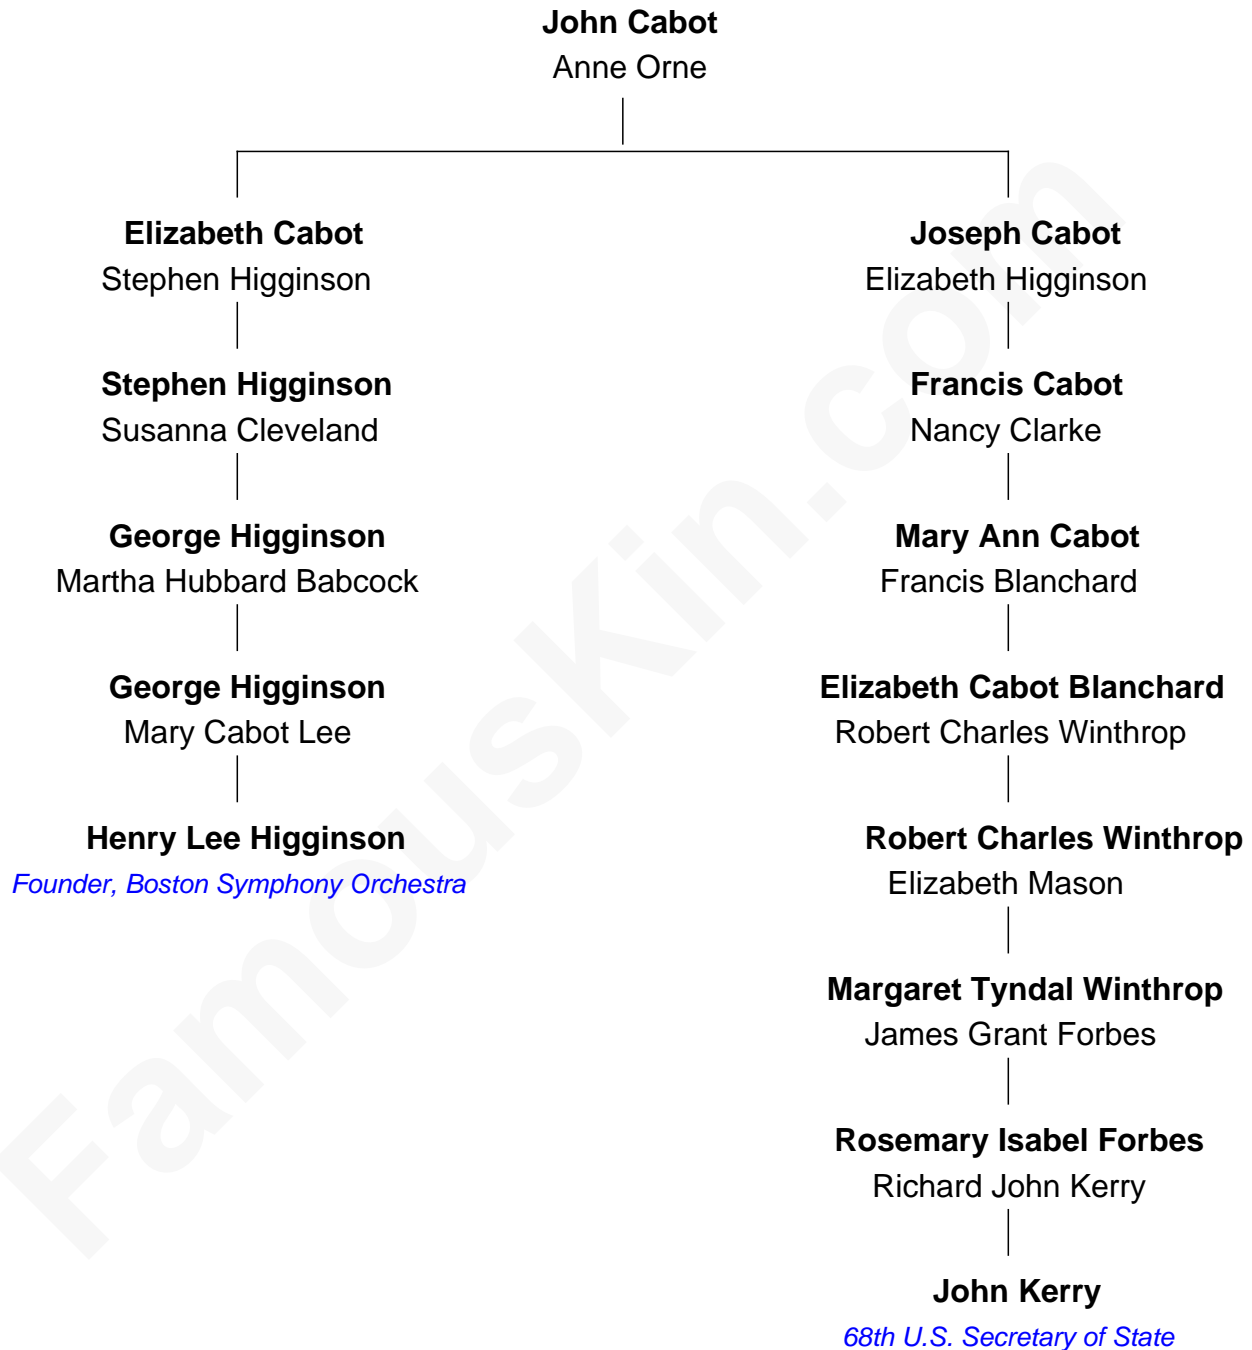 John Cabot
Anne Orne
Elizabeth Cabot
Stephen Higginson
Joseph Cabot
Elizabeth Higginson
Stephen Higginson
Susanna Cleveland
Francis Cabot
Nancy Clarke
George Higginson
Martha Hubbard Babcock
Mary Ann Cabot
Francis Blanchard
George Higginson
Mary Cabot Lee
Elizabeth Cabot Blanchard
Robert Charles Winthrop
Henry Lee Higginson
Founder, Boston Symphony Orchestra
Robert Charles Winthrop
Elizabeth Mason
Margaret Tyndal Winthrop
James Grant Forbes
Rosemary Isabel Forbes
Richard John Kerry
John Kerry
68th U.S. Secretary of State
FamousKin.com